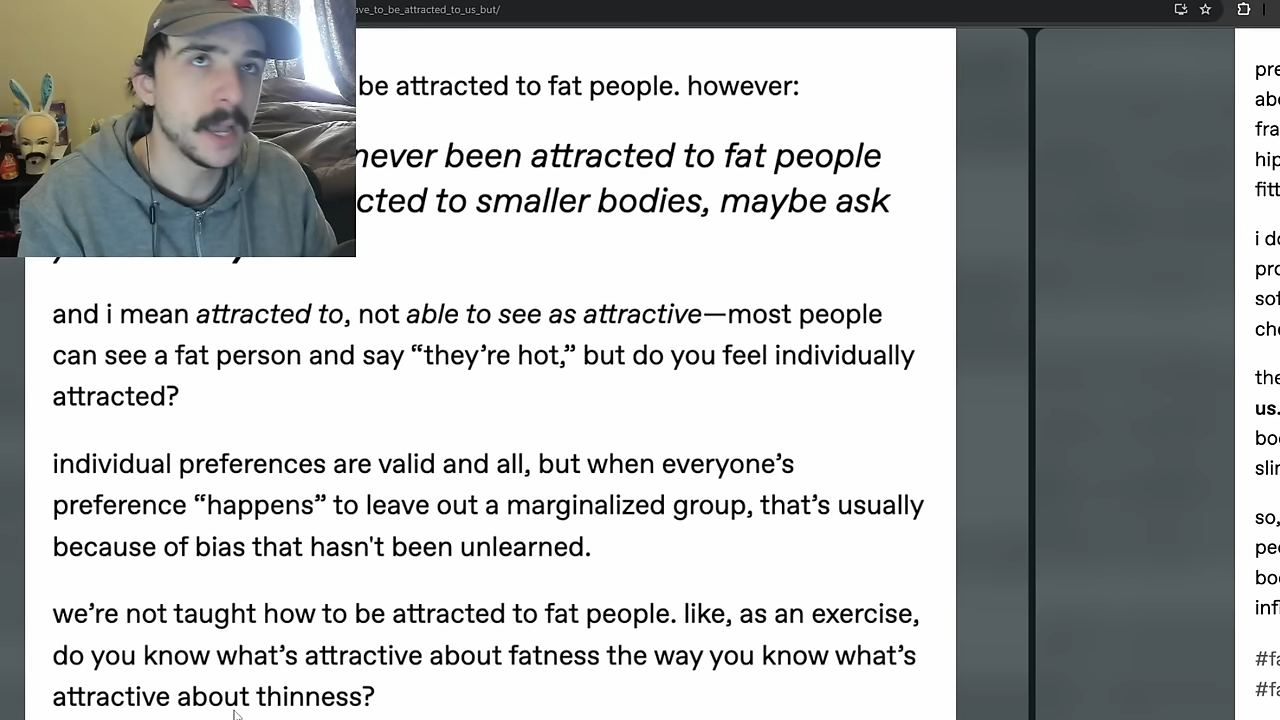 ave_to_be_attracted_to_us_but/
be attracted to fat people. however:
never been attracted to fat people
cted to smaller bodies, maybe ask
and i mean attracted to, not able to see as attractive—most people
can see a fat person and say “they’re hot,” but do you feel individually
attracted?
individual preferences are valid and all, but when everyone’s
preference “happens” to leave out a marginalized group, that’s usually
because of bias that hasn't been unlearned.
we’re not taught how to be attracted to fat people. like, as an exercise,
do you know what’s attractive about fatness the way you know what’s
attractive about thinness?
pre
abo
fra
hip
fitt
i do
pro
sof
che
the
us.
boo
slin
so,
peo
boo
infi
#fa
#fa